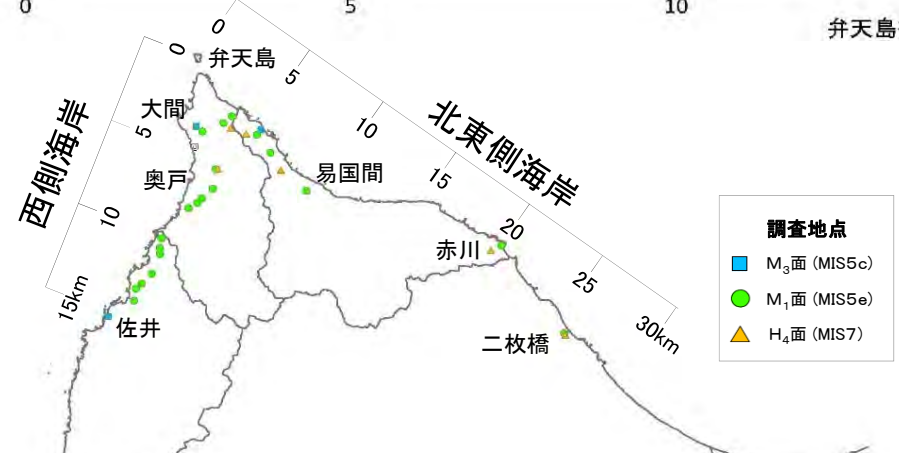 0
5
10
弁天島
0
5
10
15
20
25
30km
北東側海岸
0
5
10
15km
西側海岸
弁天島
大間
奥戸
易国間
赤川
佐井
二枚橋
調査地点
M3面 (MIS5c)
M1面 (MIS5e)
H4面 (MIS7)